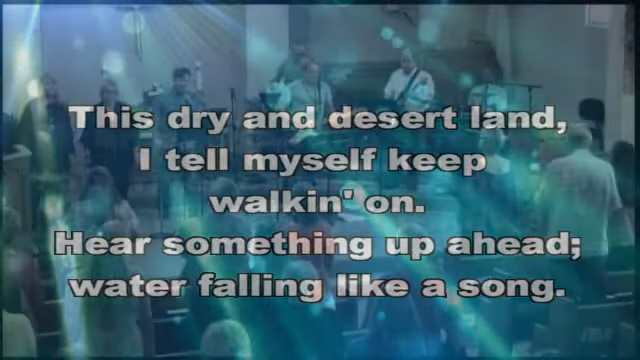 This dry and desert land,
I tell myself keep
walkin' on.
Hear something up ahead;
water falling like a song.